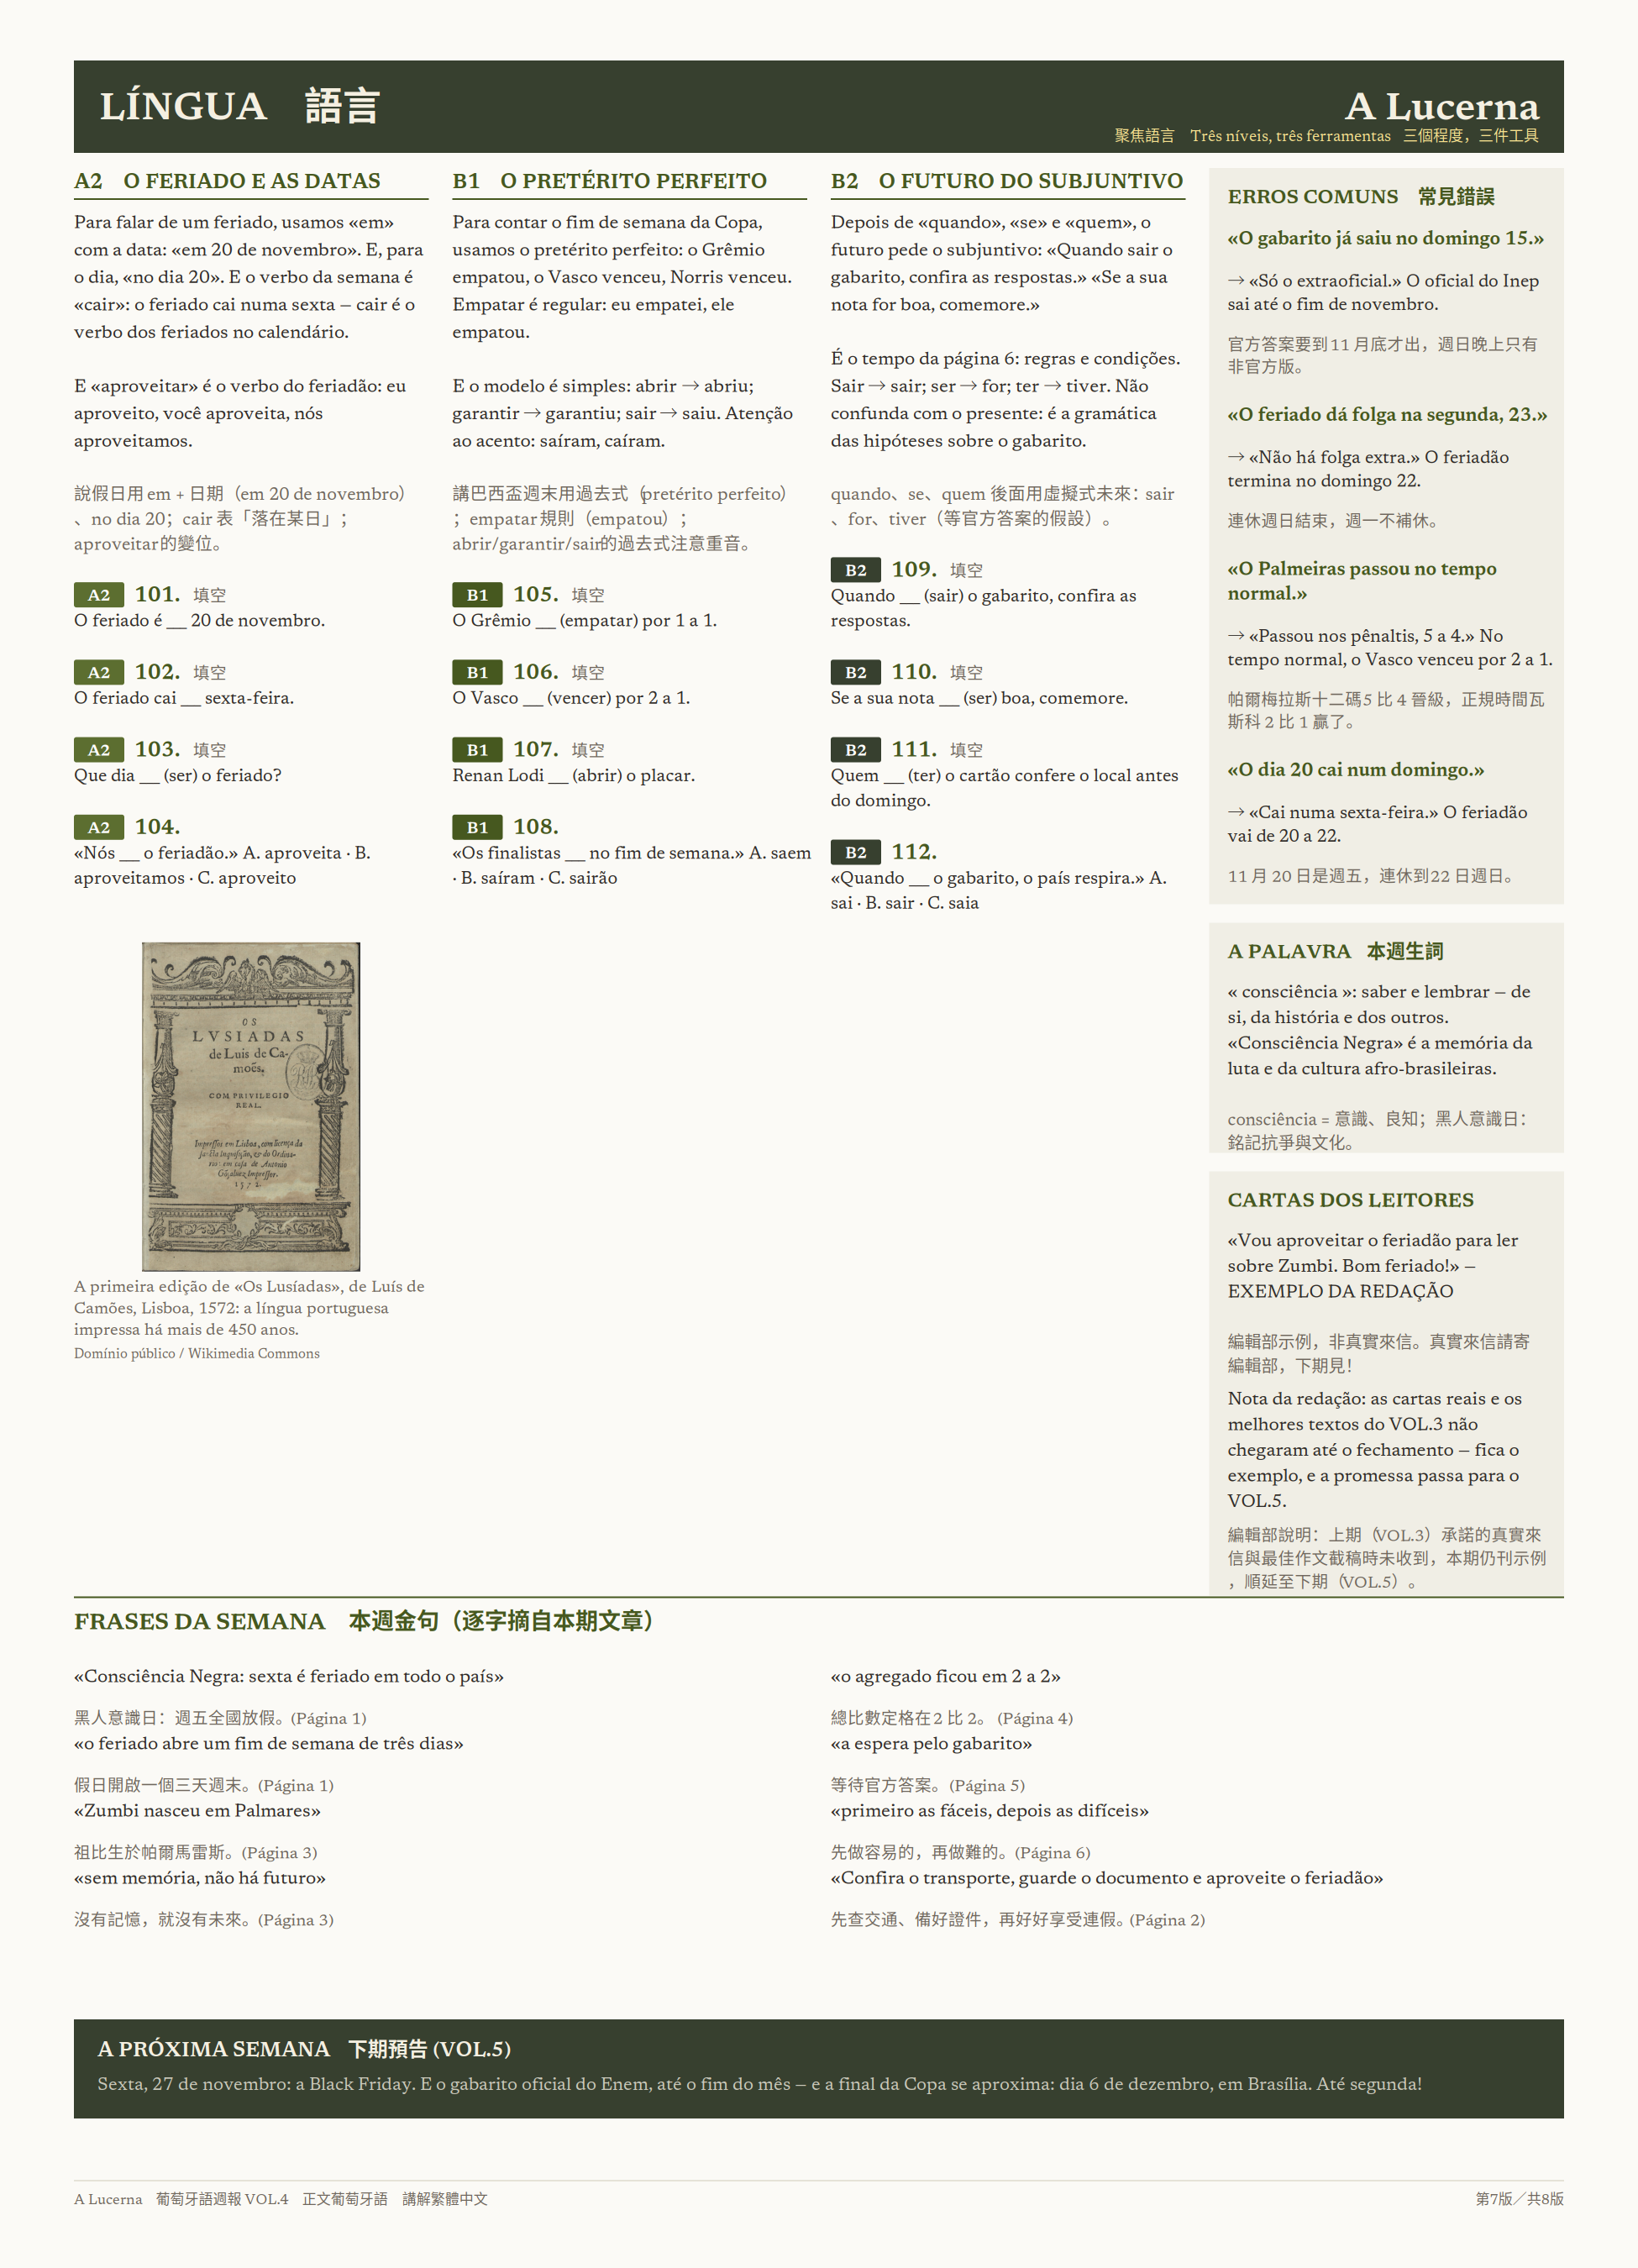 LÍNGUA 語言
A Lucerna
聚焦語言 Três níveis, três ferramentas 三個程度，三件工具
A2 O FERIADO E AS DATAS
Para falar de um feriado, usamos «em»
com a data: «em 20 de novembro». E, para
o dia, «no dia 20». E o verbo da semana é
«cair»: o feriado cai numa sexta — cair é o
verbo dos feriados no calendário.
E «aproveitar» é o verbo do feriadão: eu
aproveito, você aproveita, nós
aproveitamos.
說假日用 em + 日期（em 20 de novembro）
、no dia 20；cair 表「落在某日」；
aproveitar的變位。
A2 101. 填空
O feriado é __ 20 de novembro.
A2 102. 填空
O feriado cai __ sexta-feira.
A2 103. 填空
Que dia __ (ser) o feriado?
A2 104.
«Nós __ o feriadão.» A. aproveita · B.
aproveitamos · C. aproveito
OS
LVSIADAS
de Luis de Ca-
moẽs.
COM PRIVILEGIO
REAL.
Impressos em Lisboa, com licença da
sancta Inquisição, & do Ordina-
rio: em casa de Antonio
Gõçaluez Impressor.
1572.
A primeira edição de «Os Lusíadas», de Luís de
Camões, Lisboa, 1572: a língua portuguesa
impressa há mais de 450 anos.
Domínio público / Wikimedia Commons
B1 O PRETÉRITO PERFEITO
Para contar o fim de semana da Copa,
usamos o pretérito perfeito: o Grêmio
empatou, o Vasco venceu, Norris venceu.
Empatar é regular: eu empatei, ele
empatou.
E o modelo é simples: abrir → abriu;
garantir → garantiu; sair → saiu. Atenção
ao acento: saíram, caíram.
講巴西盃週末用過去式（pretérito perfeito）
；empatar 規則（empatou）；
abrir/garantir/sair的過去式注意重音。
B1 105. 填空
O Grêmio __ (empatar) por 1 a 1.
B1 106. 填空
O Vasco __ (vencer) por 2 a 1.
B1 107. 填空
Renan Lodi __ (abrir) o placar.
B1 108.
«Os finalistas __ no fim de semana.» A. saem
· B. saíram · C. sairão
B2 O FUTURO DO SUBJUNTIVO
Depois de «quando», «se» e «quem», o
futuro pede o subjuntivo: «Quando sair o
gabarito, confira as respostas.» «Se a sua
nota for boa, comemore.»
É o tempo da página 6: regras e condições.
Sair → sair; ser → for; ter → tiver. Não
confunda com o presente: é a gramática
das hipóteses sobre o gabarito.
quando、se、quem 後面用虛擬式未來：sair
、for、tiver（等官方答案的假設）。
B2 109. 填空
Quando __ (sair) o gabarito, confira as
respostas.
B2 110. 填空
Se a sua nota __ (ser) boa, comemore.
B2 111. 填空
Quem __ (ter) o cartão confere o local antes
do domingo.
B2 112.
«Quando __ o gabarito, o país respira.» A.
sai · B. sair · C. saia
ERROS COMUNS 常見錯誤
«O gabarito já saiu no domingo 15.»
→ «Só o extraoficial.» O oficial do Inep
sai até o fim de novembro.
官方答案要到 11 月底才出，週日晚上只有
非官方版。
«O feriado dá folga na segunda, 23.»
→ «Não há folga extra.» O feriadão
termina no domingo 22.
連休週日結束，週一不補休。
«O Palmeiras passou no tempo
normal.»
→ «Passou nos pênaltis, 5 a 4.» No
tempo normal, o Vasco venceu por 2 a 1.
帕爾梅拉斯十二碼5 比 4 晉級，正規時間瓦
斯科 2 比 1 贏了。
«O dia 20 cai num domingo.»
→ «Cai numa sexta-feira.» O feriadão
vai de 20 a 22.
11 月 20 日是週五，連休到22 日週日。
A PALAVRA 本週生詞
« consciência »: saber e lembrar — de
si, da história e dos outros.
«Consciência Negra» é a memória da
luta e da cultura afro-brasileiras.
consciência = 意識、良知；黑人意識日：
銘記抗爭與文化。
CARTAS DOS LEITORES
«Vou aproveitar o feriadão para ler
sobre Zumbi. Bom feriado!» —
EXEMPLO DA REDAÇÃO
編輯部示例，非真實來信。真實來信請寄
編輯部，下期見！
Nota da redação: as cartas reais e os
melhores textos do VOL.3 não
chegaram até o fechamento — fica o
exemplo, e a promessa passa para o
VOL.5.
編輯部說明：上期（VOL.3）承諾的真實來
信與最佳作文截稿時未收到，本期仍刊示例
，順延至下期（VOL.5）。
FRASES DA SEMANA 本週金句（逐字摘自本期文章）
«Consciência Negra: sexta é feriado em todo o país»
黑人意識日：週五全國放假。(Página 1)
«o feriado abre um fim de semana de três dias»
假日開啟一個三天週末。(Página 1)
«Zumbi nasceu em Palmares»
祖比生於帕爾馬雷斯。(Página 3)
«sem memória, não há futuro»
沒有記憶，就沒有未來。(Página 3)
«o agregado ficou em 2 a 2»
總比數定格在 2 比 2。 (Página 4)
«a espera pelo gabarito»
等待官方答案。(Página 5)
«primeiro as fáceis, depois as difíceis»
先做容易的，再做難的。(Página 6)
«Confira o transporte, guarde o documento e aproveite o feriadão»
先查交通、備好證件，再好好享受連假。(Página 2)
A PRÓXIMA SEMANA 下期預告 (VOL.5)
Sexta, 27 de novembro: a Black Friday. E o gabarito oficial do Enem, até o fim do mês — e a final da Copa se aproxima: dia 6 de dezembro, em Brasília. Até segunda!
A Lucerna 葡萄牙語週報 VOL.4 正文葡萄牙語 講解繁體中文
第7版／共8版